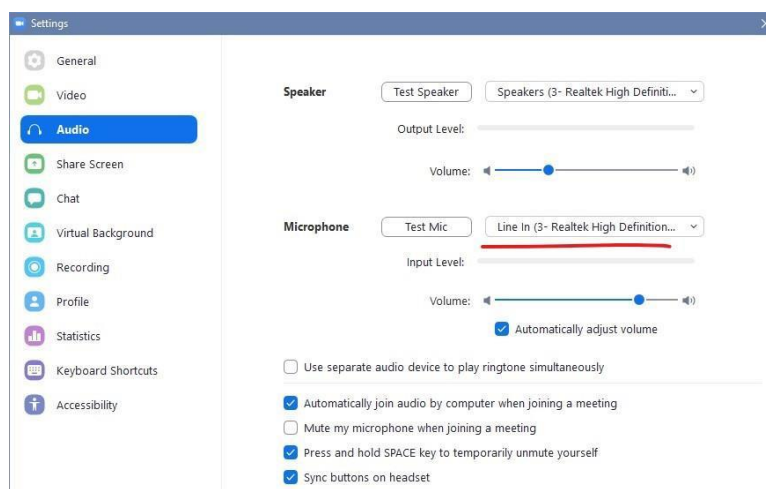 Settings
General
Video
Audio
Share Screen
Chat
Virtual Background
Recording
Profile
Statistics
Keyboard Shortcuts
Accessibility
Speaker
Test Speaker
Speakers (3- Realtek High Definiti...
Output Level:
Volume:
Microphone
Test Mic
Line In (3- Realtek High Definition...
Input Level:
Volume:
Automatically adjust volume
Use separate audio device to play ringtone simultaneously
Automatically join audio by computer when joining a meeting
Mute my microphone when joining a meeting
Press and hold SPACE key to temporarily unmute yourself
Sync buttons on headset